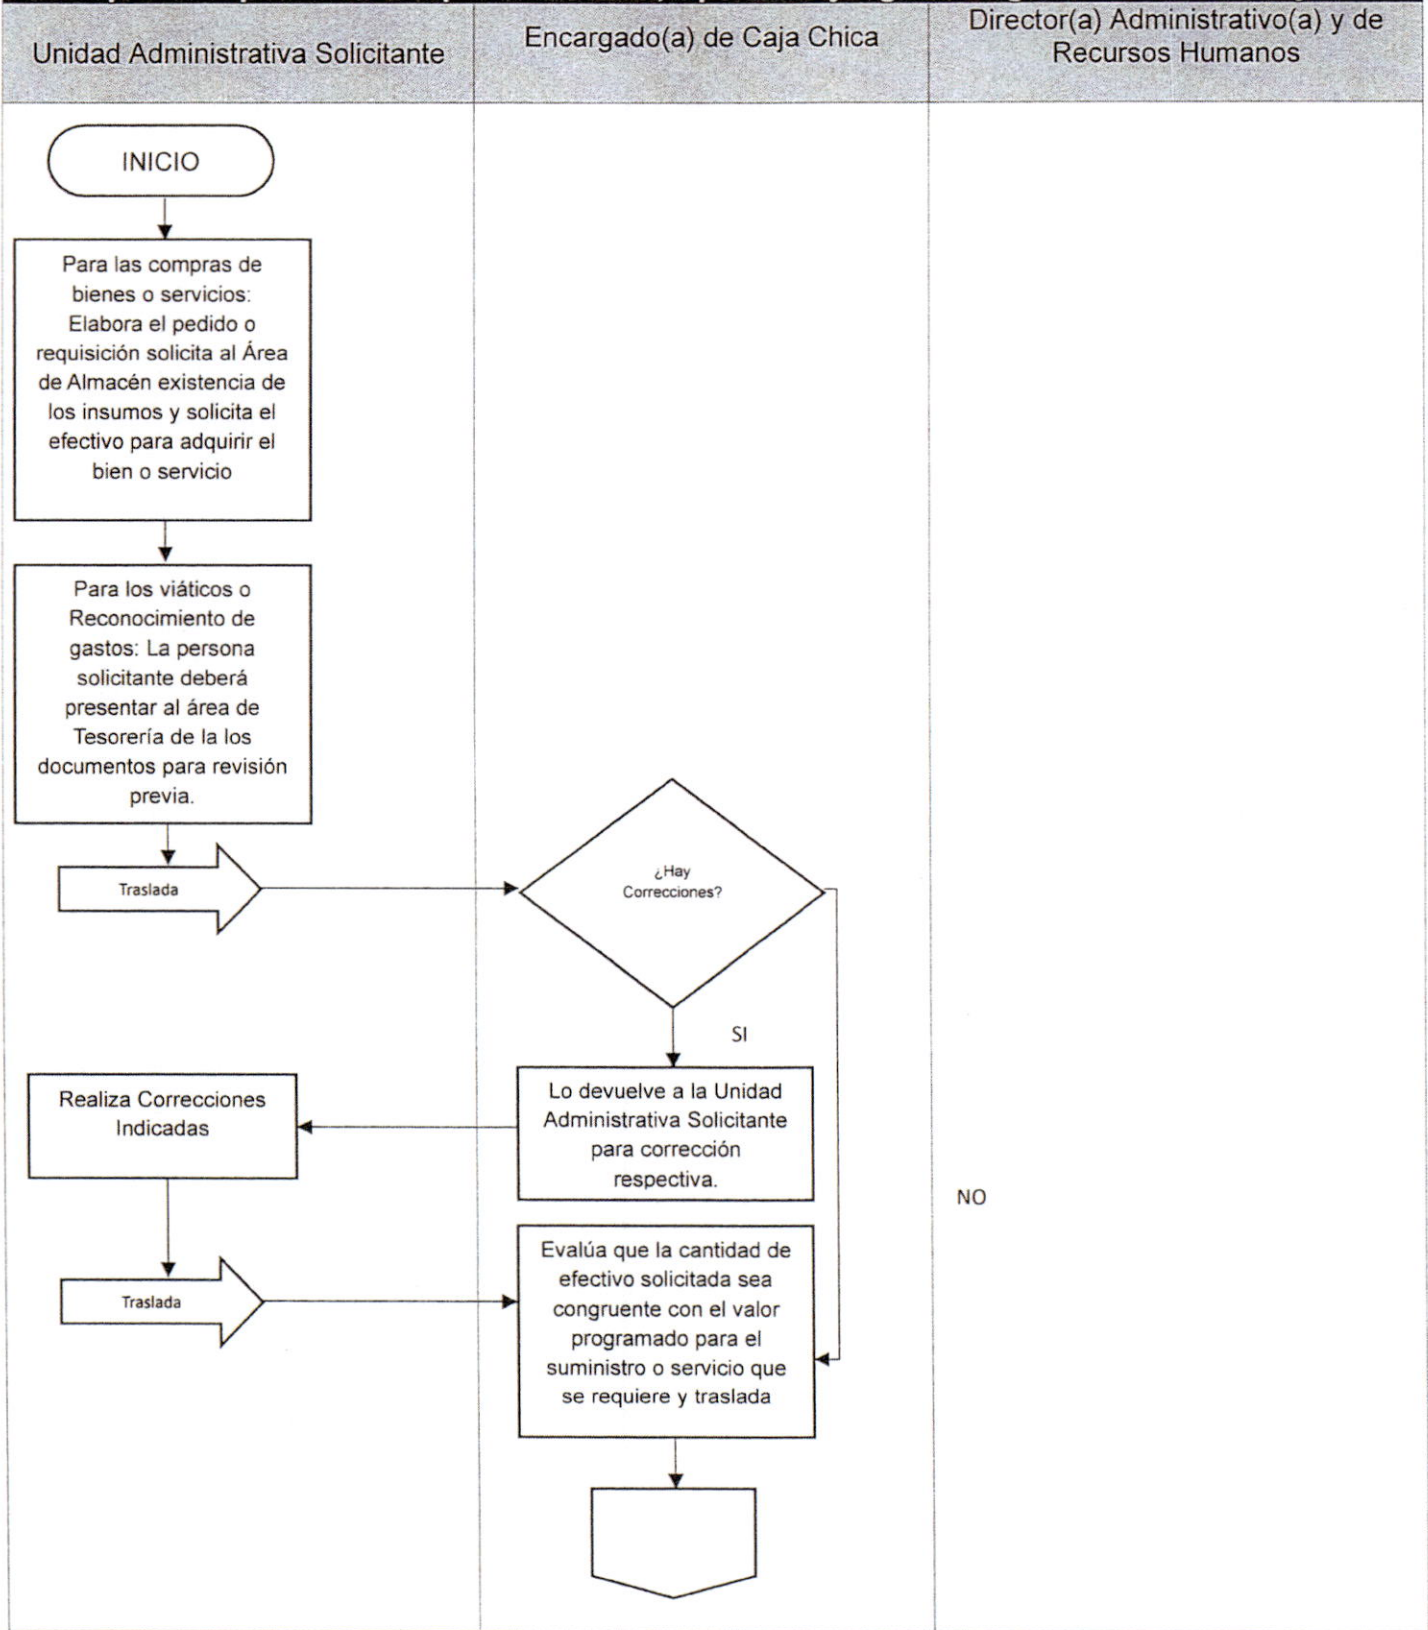 Unidad Administrativa Solicitante
Encargado(a) de Caja Chica
Director(a) Administrativo(a) y de
Recursos Humanos
INICIO
Para las compras de
bienes o servicios:
Elabora el pedido o
requisición solicita al Área
de Almacén existencia de
los insumos y solicita el
efectivo para adquirir el
bien o servicio
Para los viáticos o
Reconocimiento de
gastos: La persona
solicitante deberá
presentar al área de
Tesorería de la los
documentos para revisión
previa.
Traslada
¿Hay
Correcciones?
SI
Lo devuelve a la Unidad
Administrativa Solicitante
para corrección
respectiva.
Realiza Correcciones
Indicadas
NO
Traslada
Evalúa que la cantidad de
efectivo solicitada sea
congruente con el valor
programado para el
suministro o servicio que
se requiere y traslada